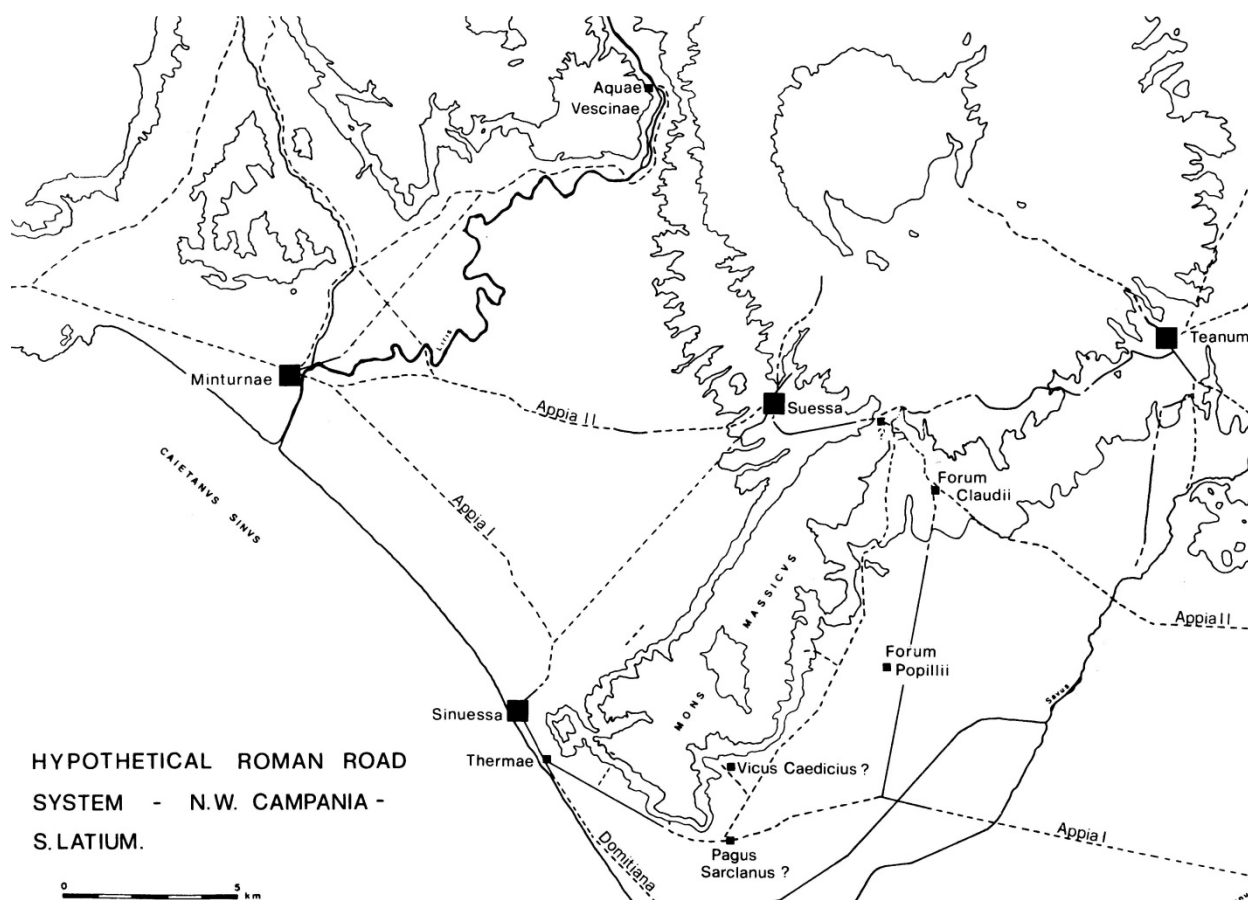 Aquae
Vescinae
Liris
Teanum
Minturnae
Suessa
Appia II
?
CAIETANVS SINVS
Forum
Claudii
Appia I
MONS MASSICVS
Appia II
Forum
Popillii
Savus
Sinuessa
Thermae
Vicus Caedicius ?
HYPOTHETICAL ROMAN ROAD
SYSTEM - N.W. CAMPANIA -
S. LATIUM.
Domitiana
Pagus
Sarclanus ?
Appia I
0 5
km